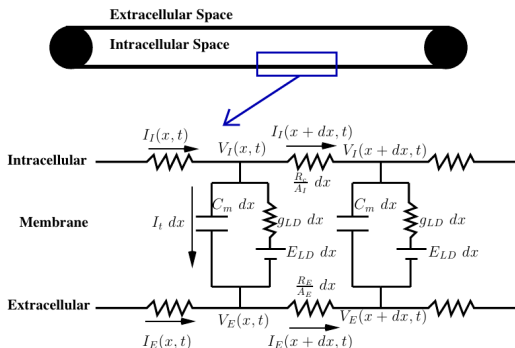 Extracellular Space
Intracellular Space
I_I(x, t)
V_I(x, t)
I_I(x + dx, t)
V_I(x + dx, t)
Intracellular
R_c/A_I dx
C_m dx
g_LD dx
C_m dx
g_LD dx
Membrane
I_t dx
E_LD dx
E_LD dx
R_E/A_E dx
Extracellular
V_E(x, t)
V_E(x + dx, t)
I_E(x, t)
I_E(x + dx, t)